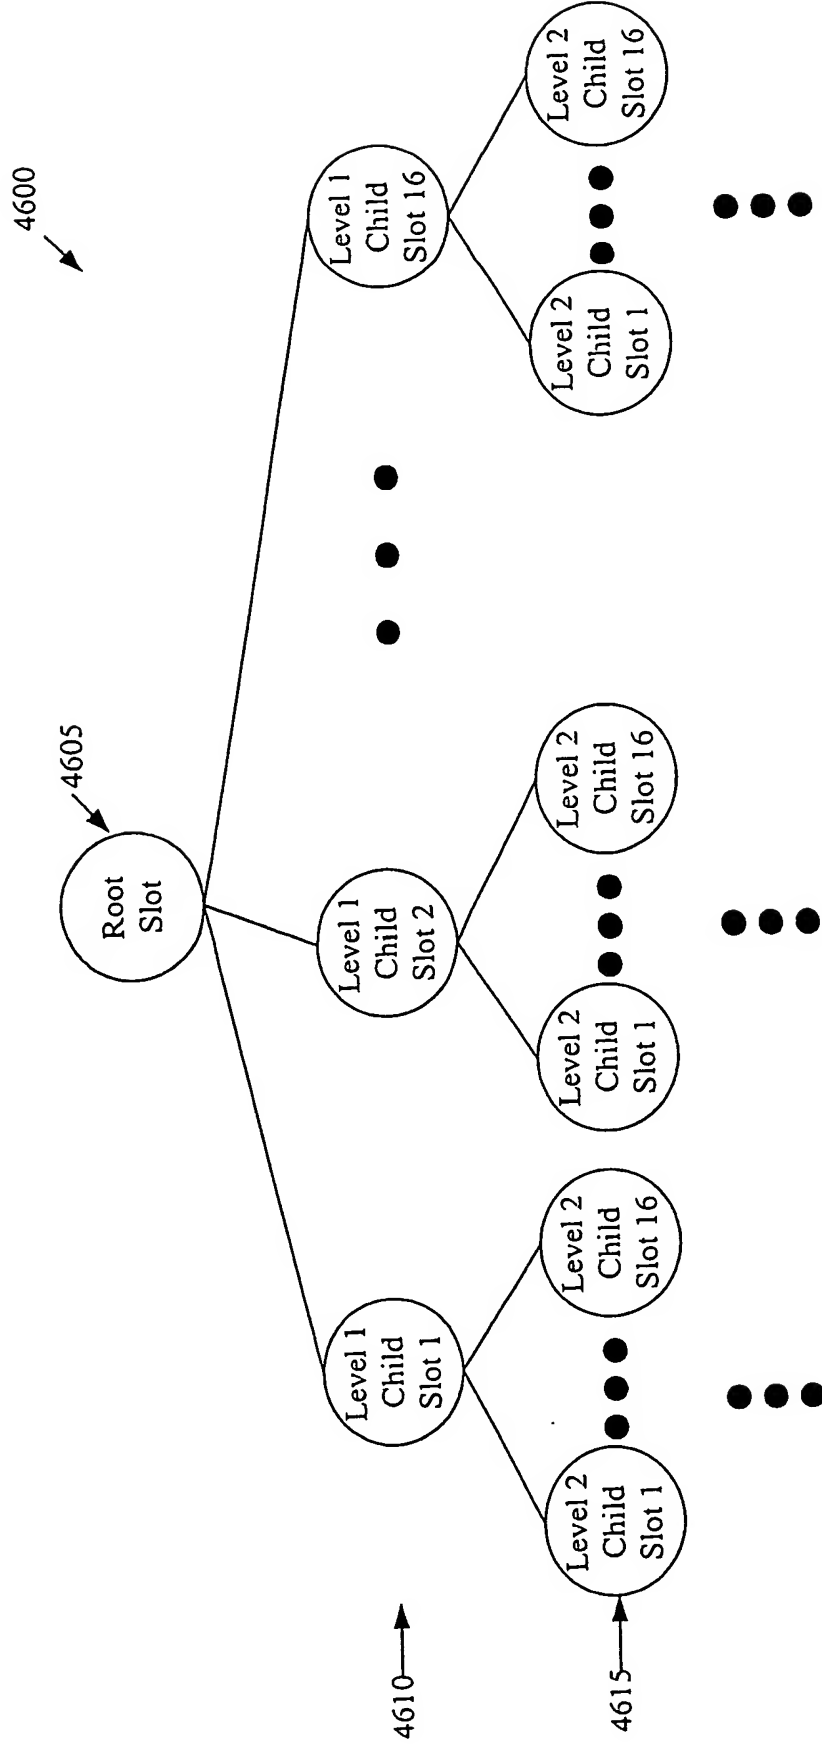 4600
4605
Root
Slot
4610
Level 1
Child
Slot 1
Level 1
Child
Slot 2
Level 1
Child
Slot 16
4615
Level 2
Child
Slot 1
Level 2
Child
Slot 16
Level 2
Child
Slot 1
Level 2
Child
Slot 16
Level 2
Child
Slot 1
Level 2
Child
Slot 16